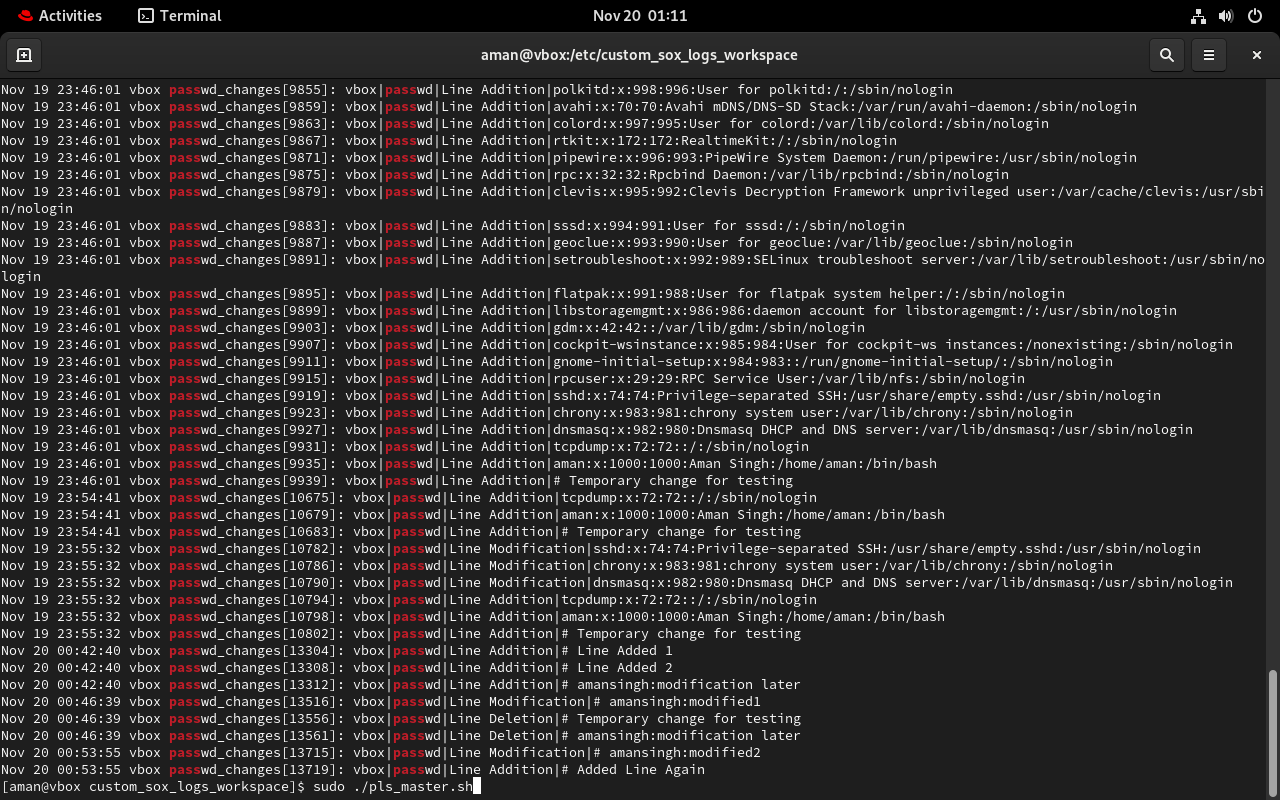 Activities
Terminal
Nov 20 01:11
aman@vbox:/etc/custom_sox_logs_workspace
Nov 19 23:46:01 vbox passwd_changes[9855]: vbox|passwd|Line Addition|polkitd:x:998:996:User for polkitd:/:/sbin/nologin
Nov 19 23:46:01 vbox passwd_changes[9859]: vbox|passwd|Line Addition|avahi:x:70:70:Avahi mDNS/DNS-SD Stack:/var/run/avahi-daemon:/sbin/nologin
Nov 19 23:46:01 vbox passwd_changes[9863]: vbox|passwd|Line Addition|colord:x:997:995:User for colord:/var/lib/colord:/sbin/nologin
Nov 19 23:46:01 vbox passwd_changes[9867]: vbox|passwd|Line Addition|rtkit:x:172:172:RealtimeKit:/:/sbin/nologin
Nov 19 23:46:01 vbox passwd_changes[9871]: vbox|passwd|Line Addition|pipewire:x:996:993:PipeWire System Daemon:/run/pipewire:/usr/sbin/nologin
Nov 19 23:46:01 vbox passwd_changes[9875]: vbox|passwd|Line Addition|rpc:x:32:32:Rpcbind Daemon:/var/lib/rpcbind:/sbin/nologin
Nov 19 23:46:01 vbox passwd_changes[9879]: vbox|passwd|Line Addition|clevis:x:995:992:Clevis Decryption Framework unprivileged user:/var/cache/clevis:/usr/sbi
n/nologin
Nov 19 23:46:01 vbox passwd_changes[9883]: vbox|passwd|Line Addition|sssd:x:994:991:User for sssd:/:/sbin/nologin
Nov 19 23:46:01 vbox passwd_changes[9887]: vbox|passwd|Line Addition|geoclue:x:993:990:User for geoclue:/var/lib/geoclue:/sbin/nologin
Nov 19 23:46:01 vbox passwd_changes[9891]: vbox|passwd|Line Addition|setroubleshoot:x:992:989:SELinux troubleshoot server:/var/lib/setroubleshoot:/usr/sbin/no
login
Nov 19 23:46:01 vbox passwd_changes[9895]: vbox|passwd|Line Addition|flatpak:x:991:988:User for flatpak system helper:/:/sbin/nologin
Nov 19 23:46:01 vbox passwd_changes[9899]: vbox|passwd|Line Addition|libstoragemgmt:x:986:986:daemon account for libstoragemgmt:/:/usr/sbin/nologin
Nov 19 23:46:01 vbox passwd_changes[9903]: vbox|passwd|Line Addition|gdm:x:42:42::/var/lib/gdm:/sbin/nologin
Nov 19 23:46:01 vbox passwd_changes[9907]: vbox|passwd|Line Addition|cockpit-wsinstance:x:985:984:User for cockpit-ws instances:/nonexisting:/sbin/nologin
Nov 19 23:46:01 vbox passwd_changes[9911]: vbox|passwd|Line Addition|gnome-initial-setup:x:984:983::/run/gnome-initial-setup/:/sbin/nologin
Nov 19 23:46:01 vbox passwd_changes[9915]: vbox|passwd|Line Addition|rpcuser:x:29:29:RPC Service User:/var/lib/nfs:/sbin/nologin
Nov 19 23:46:01 vbox passwd_changes[9919]: vbox|passwd|Line Addition|sshd:x:74:74:Privilege-separated SSH:/usr/share/empty.sshd:/usr/sbin/nologin
Nov 19 23:46:01 vbox passwd_changes[9923]: vbox|passwd|Line Addition|chrony:x:983:981:chrony system user:/var/lib/chrony:/sbin/nologin
Nov 19 23:46:01 vbox passwd_changes[9927]: vbox|passwd|Line Addition|dnsmasq:x:982:980:Dnsmasq DHCP and DNS server:/var/lib/dnsmasq:/usr/sbin/nologin
Nov 19 23:46:01 vbox passwd_changes[9931]: vbox|passwd|Line Addition|tcpdump:x:72:72::/:/sbin/nologin
Nov 19 23:46:01 vbox passwd_changes[9935]: vbox|passwd|Line Addition|aman:x:1000:1000:Aman Singh:/home/aman:/bin/bash
Nov 19 23:46:01 vbox passwd_changes[9939]: vbox|passwd|Line Addition|# Temporary change for testing
Nov 19 23:54:41 vbox passwd_changes[10675]: vbox|passwd|Line Addition|tcpdump:x:72:72::/:/sbin/nologin
Nov 19 23:54:41 vbox passwd_changes[10679]: vbox|passwd|Line Addition|aman:x:1000:1000:Aman Singh:/home/aman:/bin/bash
Nov 19 23:54:41 vbox passwd_changes[10683]: vbox|passwd|Line Addition|# Temporary change for testing
Nov 19 23:55:32 vbox passwd_changes[10782]: vbox|passwd|Line Modification|sshd:x:74:74:Privilege-separated SSH:/usr/share/empty.sshd:/usr/sbin/nologin
Nov 19 23:55:32 vbox passwd_changes[10786]: vbox|passwd|Line Modification|chrony:x:983:981:chrony system user:/var/lib/chrony:/sbin/nologin
Nov 19 23:55:32 vbox passwd_changes[10790]: vbox|passwd|Line Modification|dnsmasq:x:982:980:Dnsmasq DHCP and DNS server:/var/lib/dnsmasq:/usr/sbin/nologin
Nov 19 23:55:32 vbox passwd_changes[10794]: vbox|passwd|Line Addition|tcpdump:x:72:72::/:/sbin/nologin
Nov 19 23:55:32 vbox passwd_changes[10798]: vbox|passwd|Line Addition|aman:x:1000:1000:Aman Singh:/home/aman:/bin/bash
Nov 19 23:55:32 vbox passwd_changes[10802]: vbox|passwd|Line Addition|# Temporary change for testing
Nov 20 00:42:40 vbox passwd_changes[13304]: vbox|passwd|Line Addition|# Line Added 1
Nov 20 00:42:40 vbox passwd_changes[13308]: vbox|passwd|Line Addition|# Line Added 2
Nov 20 00:42:40 vbox passwd_changes[13312]: vbox|passwd|Line Addition|# amansingh:modification later
Nov 20 00:46:39 vbox passwd_changes[13516]: vbox|passwd|Line Modification|# amansingh:modified1
Nov 20 00:46:39 vbox passwd_changes[13556]: vbox|passwd|Line Deletion|# Temporary change for testing
Nov 20 00:46:39 vbox passwd_changes[13561]: vbox|passwd|Line Deletion|# amansingh:modification later
Nov 20 00:53:55 vbox passwd_changes[13715]: vbox|passwd|Line Modification|# amansingh:modified2
Nov 20 00:53:55 vbox passwd_changes[13719]: vbox|passwd|Line Addition|# Added Line Again
[aman@vbox custom_sox_logs_workspace]$ sudo ./pls_master.sh